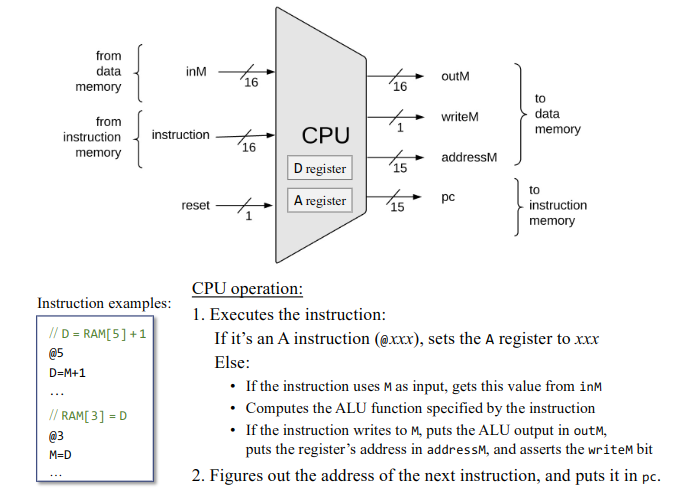 from
data
memory
inM
16
from
instruction
memory
instruction
16
reset
1
CPU
D register
A register
16
outM
1
writeM
15
addressM
15
pc
to
data
memory
to
instruction
memory
Instruction examples:
// D = RAM[5] + 1
@5
D=M+1
...
// RAM[3] = D
@3
M=D
...
CPU operation:
1. Executes the instruction:
If it's an A instruction (@xxx), sets the A register to xxx
Else:
• If the instruction uses M as input, gets this value from inM
• Computes the ALU function specified by the instruction
• If the instruction writes to M, puts the ALU output in outM,
puts the register's address in addressM, and asserts the writeM bit
2. Figures out the address of the next instruction, and puts it in pc.